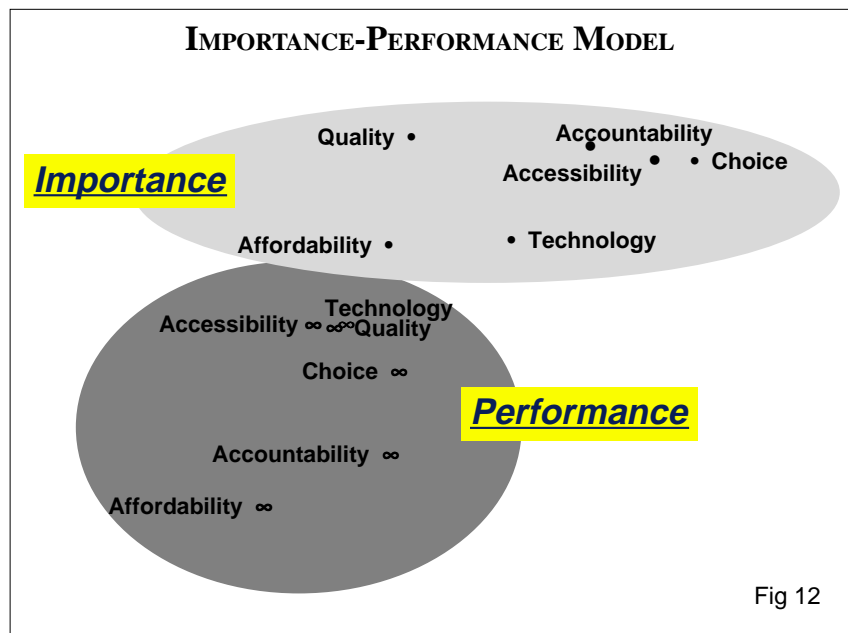 IMPORTANCE-PERFORMANCE MODEL
Quality •
Accountability
•
Accessibility •
• Choice
Importance
Affordability •
• Technology
Technology
Accessibility ∞
∞∞Quality
Choice ∞
Performance
Accountability ∞
Affordability ∞
Fig 12